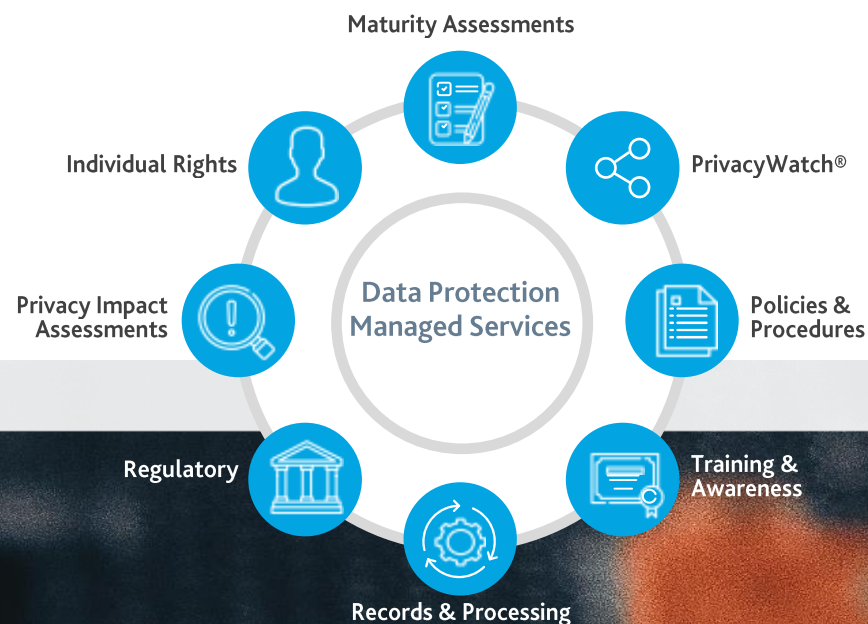 Maturity Assessments
Individual Rights
PrivacyWatch®
Data Protection
Managed Services
Privacy Impact
Assessments
Policies &
Procedures
Regulatory
Training &
Awareness
Records & Processing